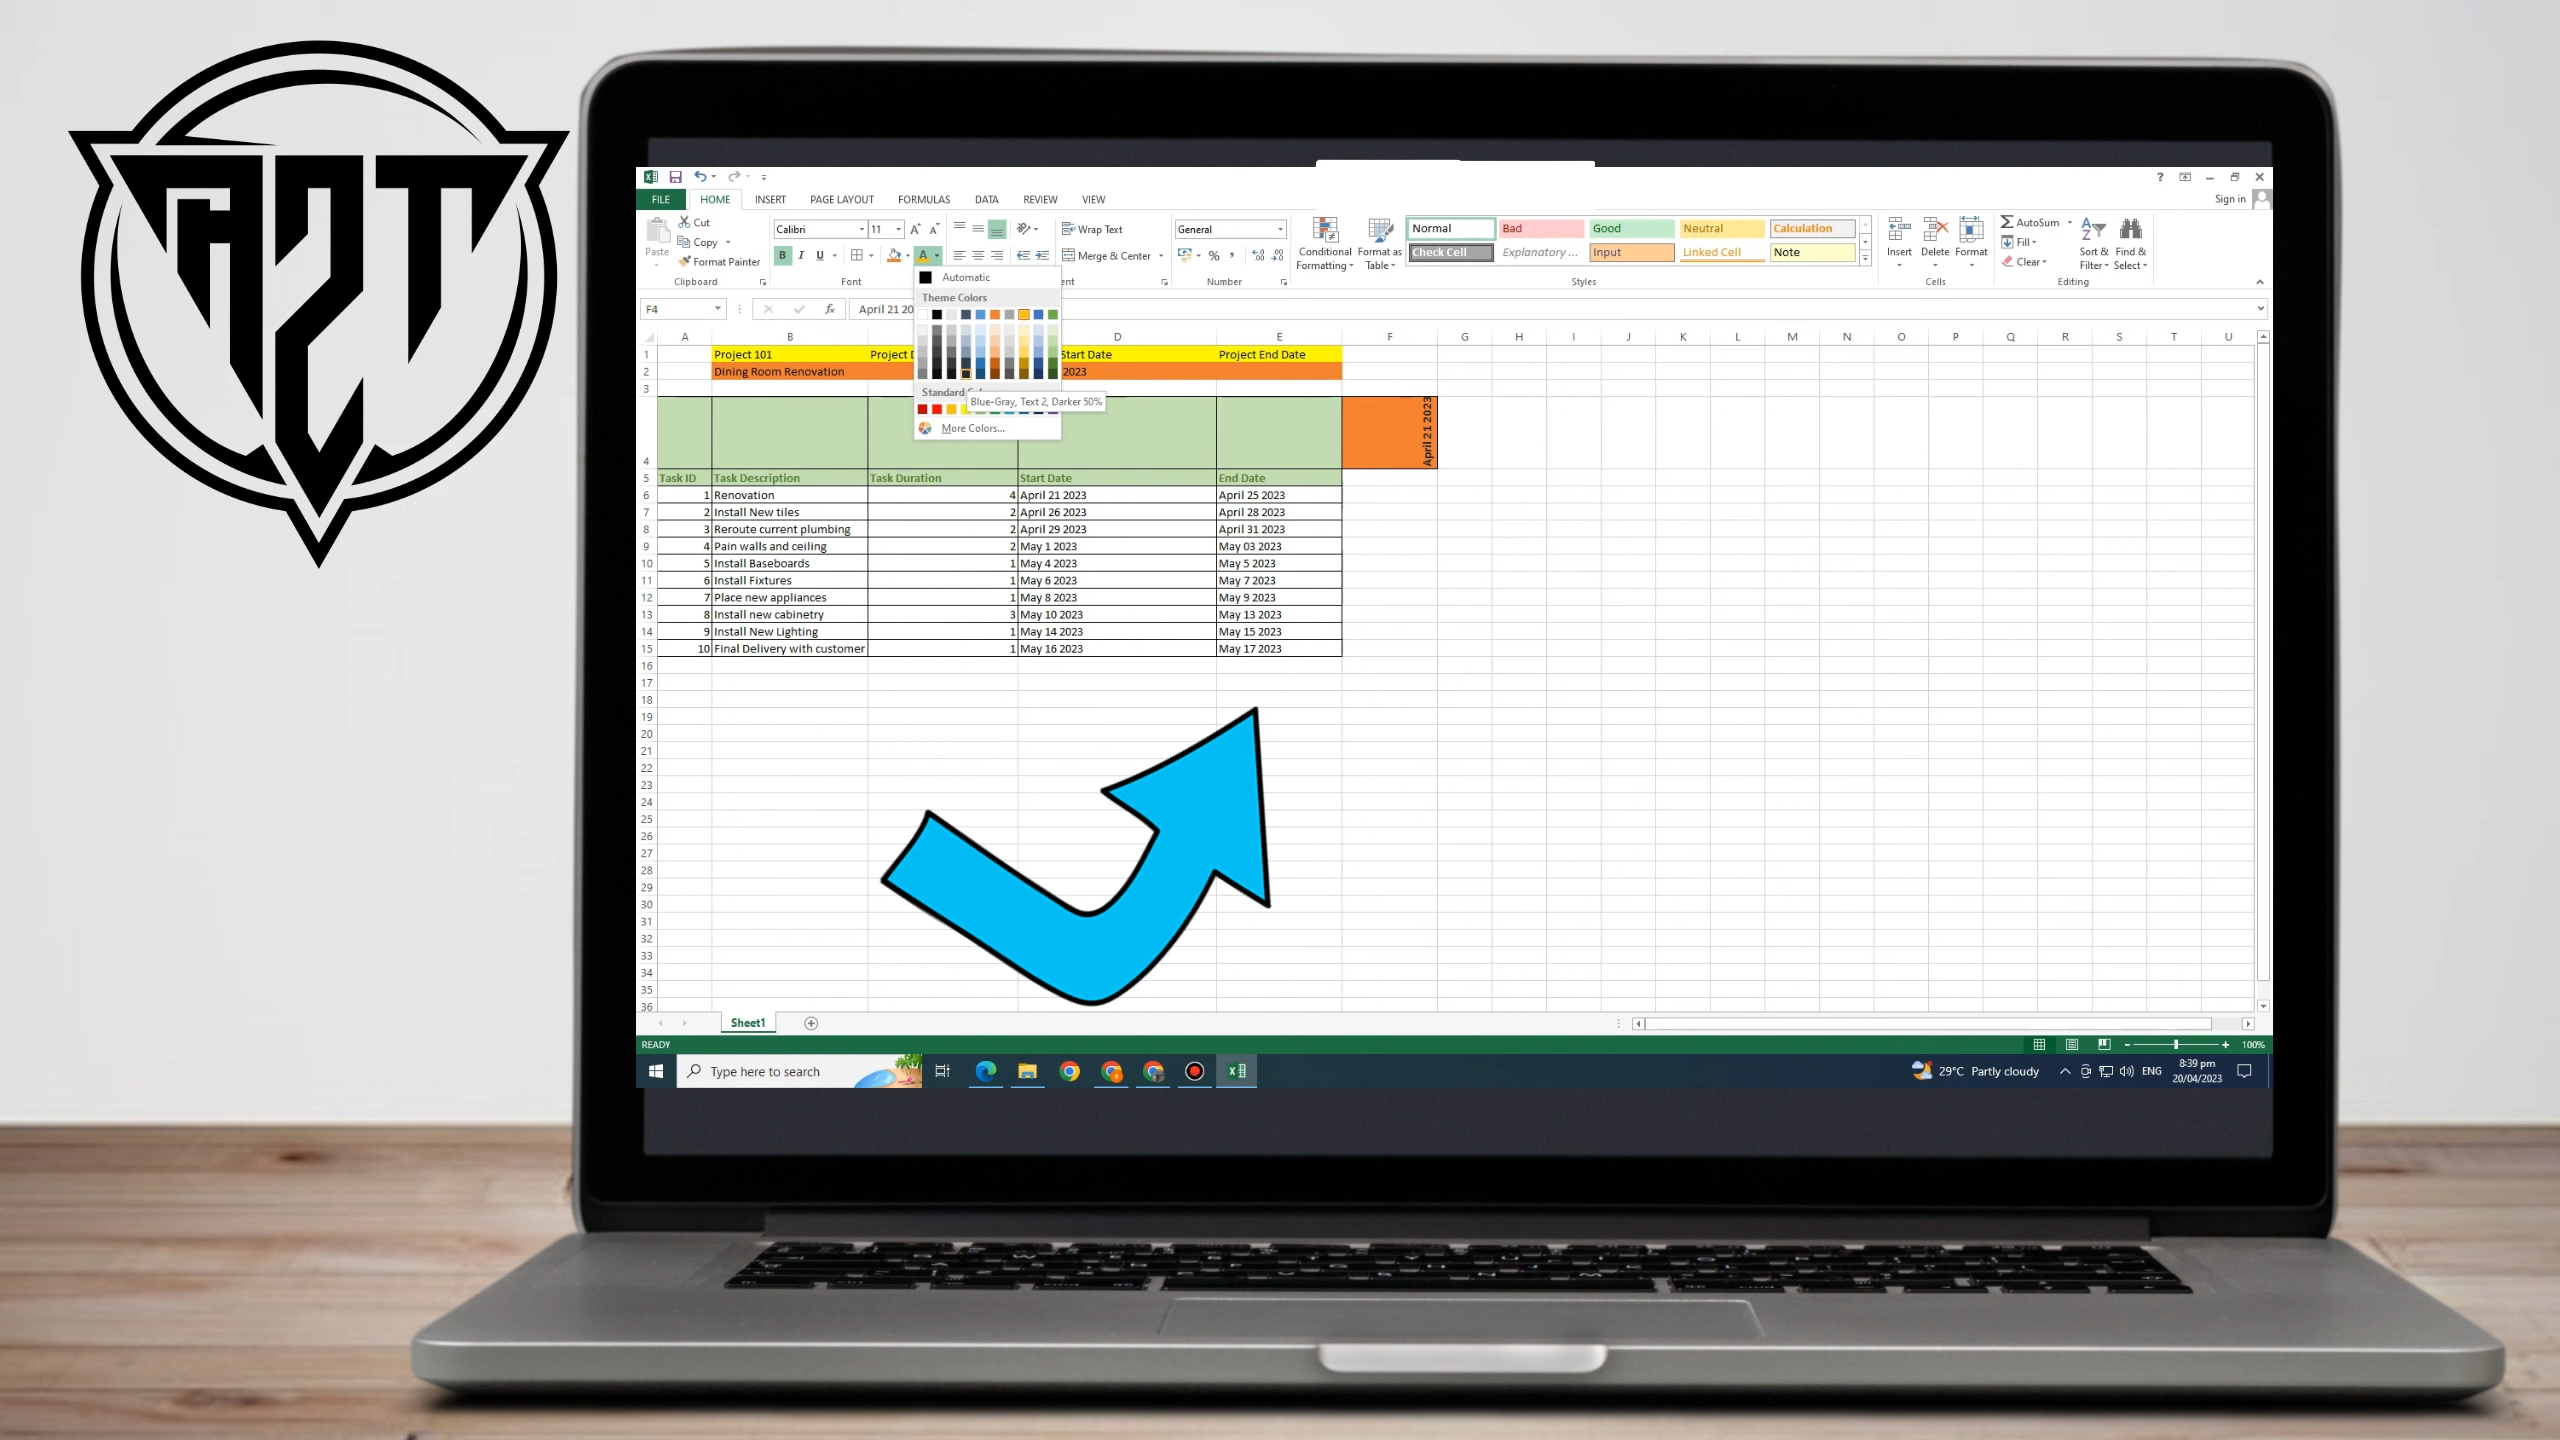 A2T
FILE HOME INSERT PAGE LAYOUT FORMULAS DATA REVIEW VIEW
? Sign in
Paste
Cut
Copy
Format Painter
Clipboard
Calibri 11 A A
B I U A
Font
Wrap Text
Merge & Center
General
%
Number
Conditional Formatting
Format as Table
Normal Bad Good Neutral Calculation
Check Cell Explanatory ... Input Linked Cell Note
Styles
Insert Delete Format
Cells
AutoSum
Fill
Clear
Sort & Filter
Find & Select
Editing
Automatic
Theme Colors
Standard
Blue-Gray, Text 2, Darker 50%
More Colors...
F4 fx April 21 20
A B D E F G H I J K L M N O P Q R S T U
1 Project 101 Project Start Date Project End Date
2 Dining Room Renovation 2023
3
4 April 21 2023
5 Task ID Task Description Task Duration Start Date End Date
6 1 Renovation 4 April 21 2023 April 25 2023
7 2 Install New tiles 2 April 26 2023 April 28 2023
8 3 Reroute current plumbing 2 April 29 2023 April 31 2023
9 4 Pain walls and ceiling 2 May 1 2023 May 03 2023
10 5 Install Baseboards 1 May 4 2023 May 5 2023
11 6 Install Fixtures 1 May 6 2023 May 7 2023
12 7 Place new appliances 1 May 8 2023 May 9 2023
13 8 Install new cabinetry 3 May 10 2023 May 13 2023
14 9 Install New Lighting 1 May 14 2023 May 15 2023
15 10 Final Delivery with customer 1 May 16 2023 May 17 2023
16
17
18
19
20
21
22
23
24
25
26
27
28
29
30
31
32
33
34
35
36
Sheet1
READY 100%
Type here to search
29°C Partly cloudy ENG 8:39 pm
20/04/2023